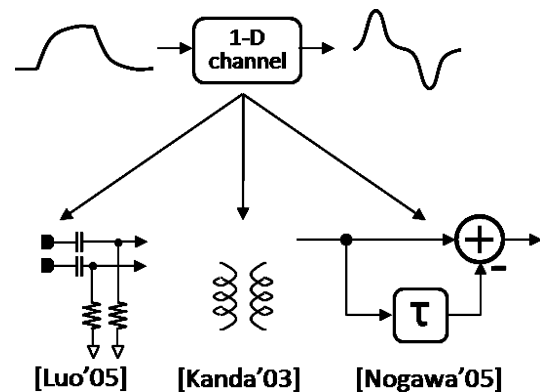 1-D
channel
+
-
τ
[Luo'05] [Kanda'03] [Nogawa'05]